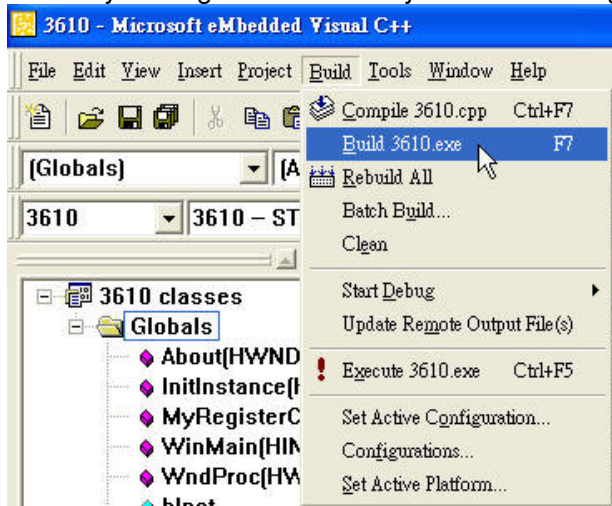 3610 - Microsoft eMbedded Visual C++
File Edit View Insert Project Build Tools Window Help
Compile 3610.cpp Ctrl+F7
Build 3610.exe F7
(Globals)
Rebuild All
3610 3610 – ST
Batch Build...
Clean
3610 classes
Start Debug
Globals
Update Remote Output File(s)
About(HWND
InitInstance(
Execute 3610.exe Ctrl+F5
MyRegisterC
Set Active Configuration...
WinMain(HIN
Configurations...
WndProc(HW
Set Active Platform...